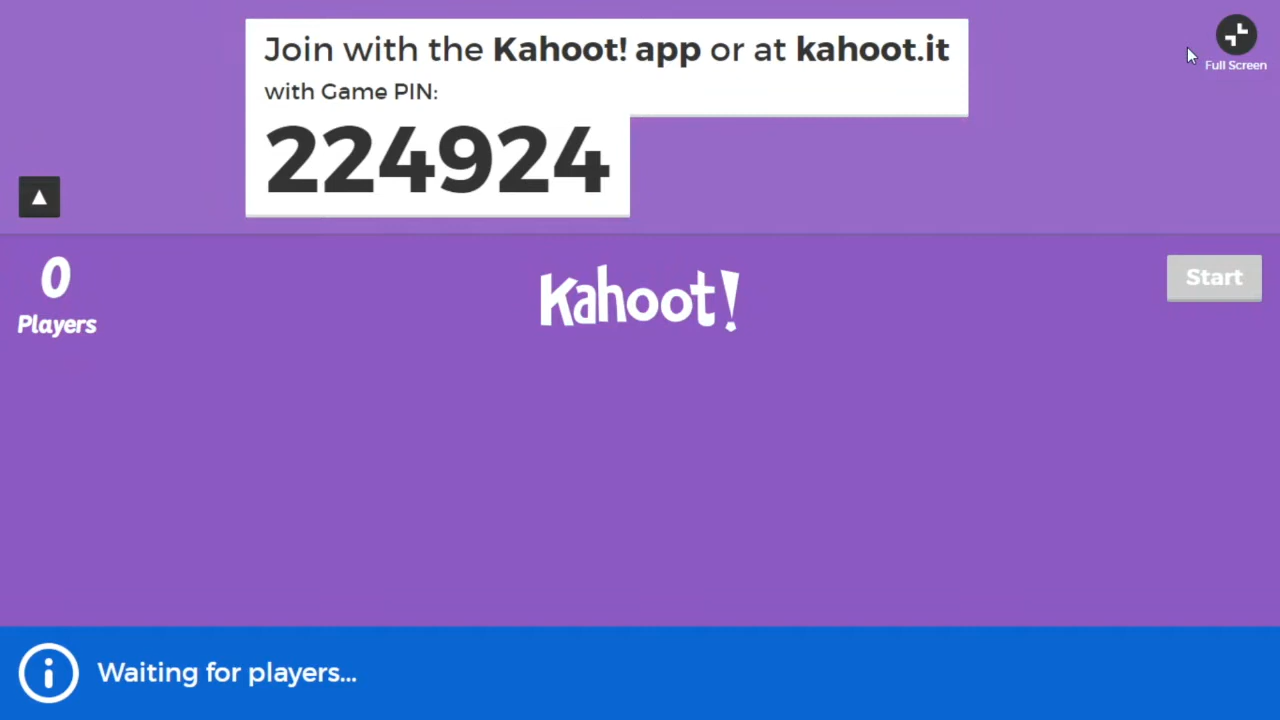 Join with the Kahoot! app or at kahoot.it
with Game PIN:
224924
Full Screen
0
Players
Kahoot!
Start
Waiting for players...